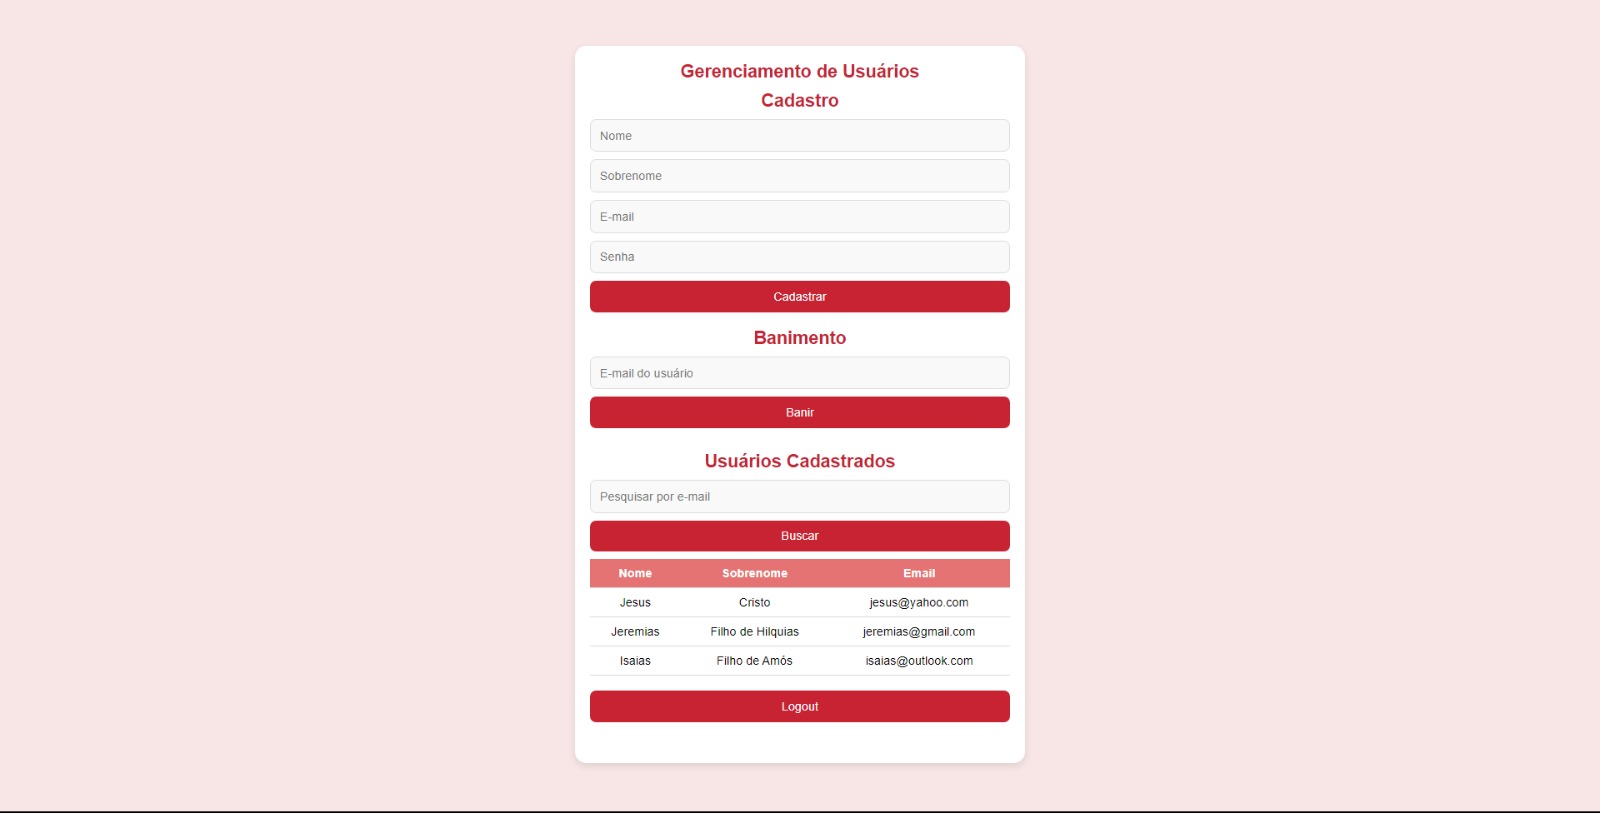 Gerenciamento de Usuários
Cadastro
Nome
Sobrenome
E-mail
Senha
Cadastrar
Banimento
E-mail do usuário
Banir
Usuários Cadastrados
Pesquisar por e-mail
Buscar
Nome Sobrenome Email
Jesus Cristo jesus@yahoo.com
Jeremias Filho de Hilquias jeremias@gmail.com
Isaias Filho de Amós isaias@outlook.com
Logout